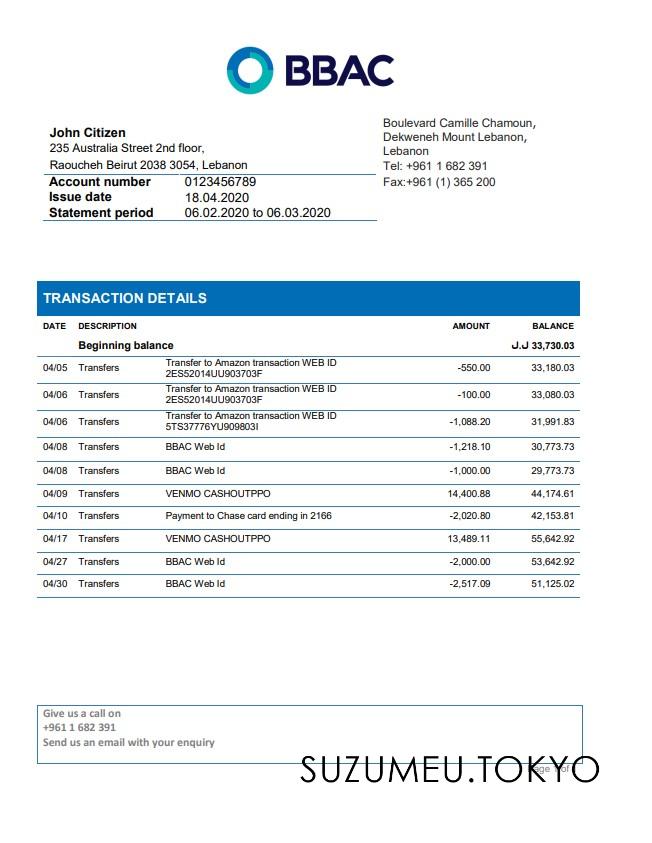 BBAC
Boulevard Camille Chamoun,
Dekweneh Mount Lebanon,
Lebanon
Tel: +961 1 682 391
Fax:+961 (1) 365 200
John Citizen
235 Australia Street 2nd floor,
Raoucheh Beirut 2038 3054, Lebanon
Account number 0123456789
Issue date 18.04.2020
Statement period 06.02.2020 to 06.03.2020
TRANSACTION DETAILS
DATE DESCRIPTION AMOUNT BALANCE
Beginning balance ل.ل 33,730.03
04/05 Transfers Transfer to Amazon transaction WEB ID -550.00 33,180.03
2ES52014UU903703F
04/06 Transfers Transfer to Amazon transaction WEB ID -100.00 33,080.03
2ES52014UU903703F
04/06 Transfers Transfer to Amazon transaction WEB ID -1,088.20 31,991.83
5TS37776YU909803I
04/08 Transfers BBAC Web Id -1,218.10 30,773.73
04/08 Transfers BBAC Web Id -1,000.00 29,773.73
04/09 Transfers VENMO CASHOUTPPO 14,400.88 44,174.61
04/10 Transfers Payment to Chase card ending in 2166 -2,020.80 42,153.81
04/17 Transfers VENMO CASHOUTPPO 13,489.11 55,642.92
04/27 Transfers BBAC Web Id -2,000.00 53,642.92
04/30 Transfers BBAC Web Id -2,517.09 51,125.02
Give us a call on
+961 1 682 391
Send us an email with your enquiry
SUZUMEU.TOKYO